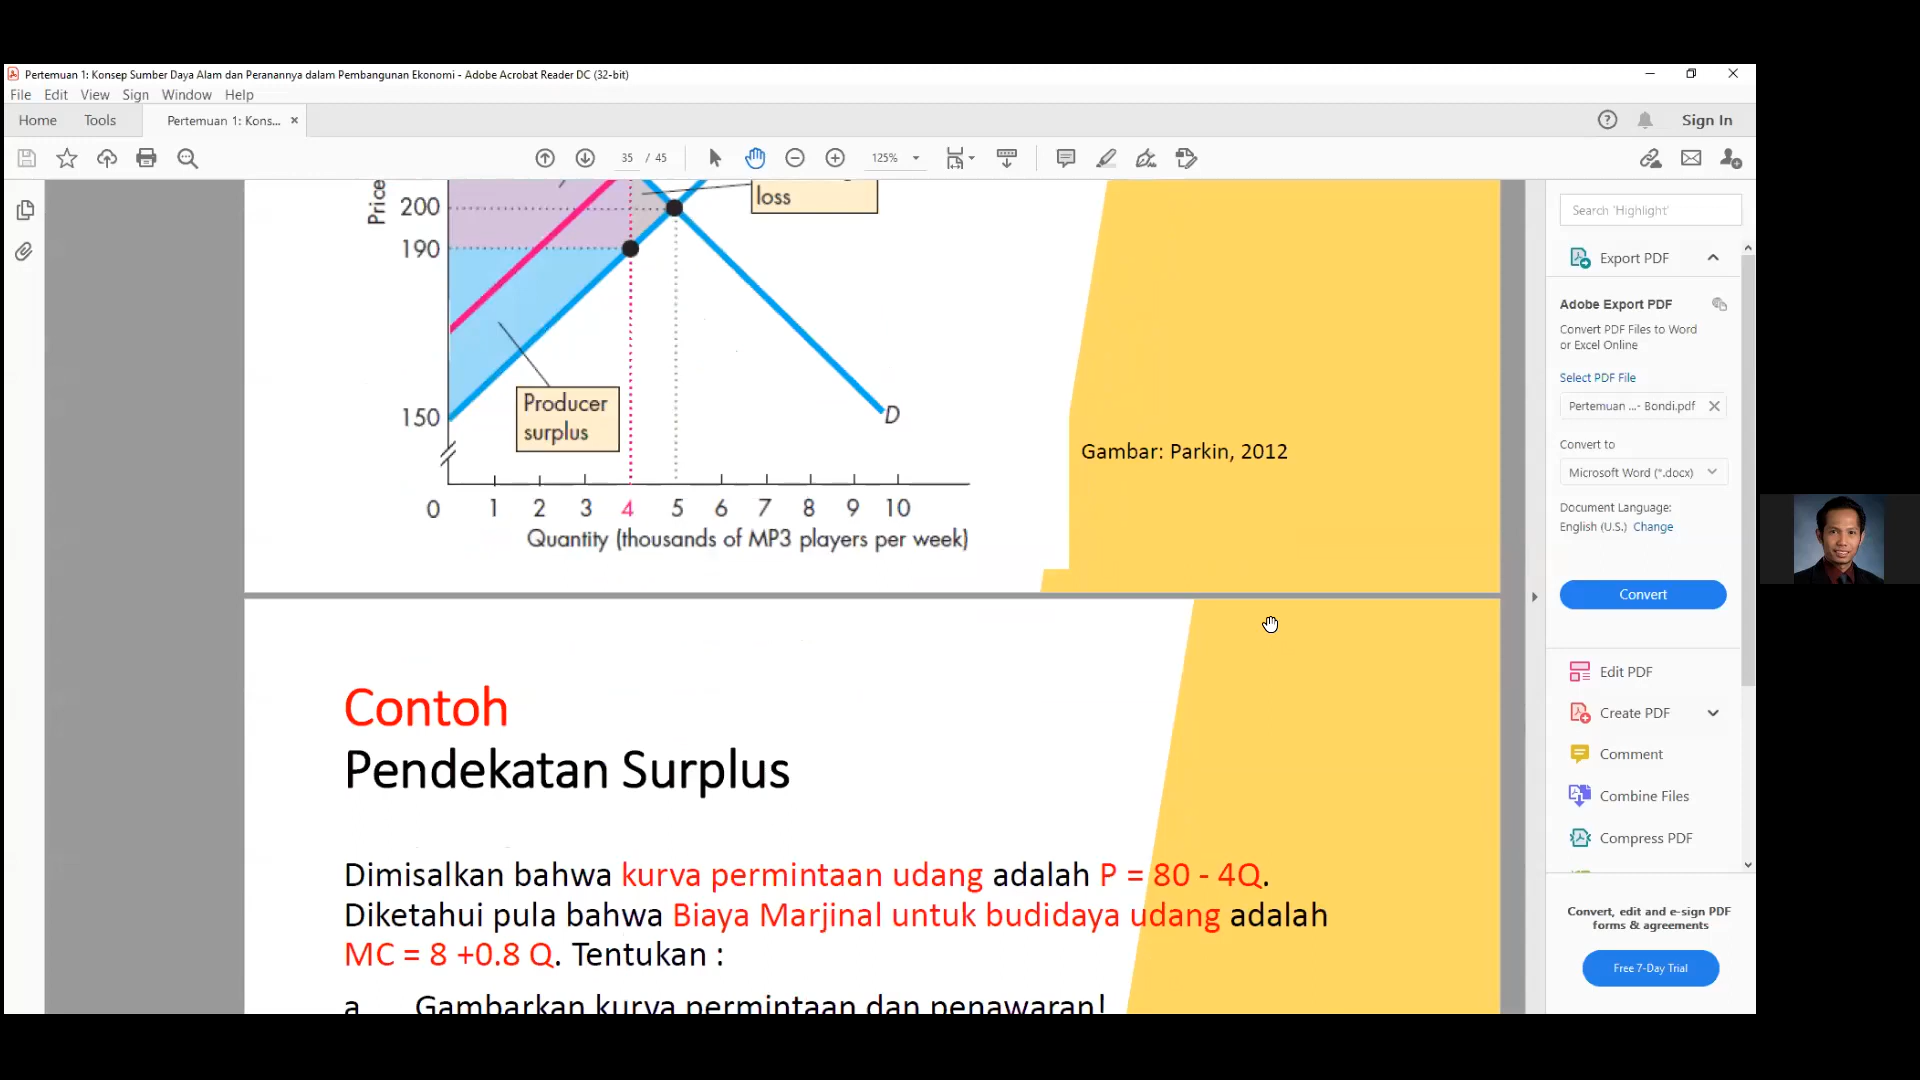 Pertemuan 1: Konsep Sumber Daya Alam dan Peranannya dalam Pembangunan Ekonomi - Adobe Acrobat Reader DC (32-bit)
File Edit View Sign Window Help
Home Tools Pertemuan 1: Kons... Sign In
35 / 45 125%
Price
200
190
150
loss
Producer
surplus
D
0 1 2 3 4 5 6 7 8 9 10
Quantity (thousands of MP3 players per week)
Gambar: Parkin, 2012
Contoh
Pendekatan Surplus
Dimisalkan bahwa kurva permintaan udang adalah P = 80 - 4Q.
Diketahui pula bahwa Biaya Marjinal untuk budidaya udang adalah
MC = 8 +0.8 Q. Tentukan :
a Gambarkan kurva permintaan dan penawaran!
Search 'Highlight'
Export PDF
Adobe Export PDF
Convert PDF Files to Word
or Excel Online
Select PDF File
Pertemuan ...- Bondi.pdf
Convert to
Microsoft Word (*.docx)
Document Language:
English (U.S.) Change
Convert
Edit PDF
Create PDF
Comment
Combine Files
Compress PDF
Convert, edit and e-sign PDF
forms & agreements
Free 7-Day Trial